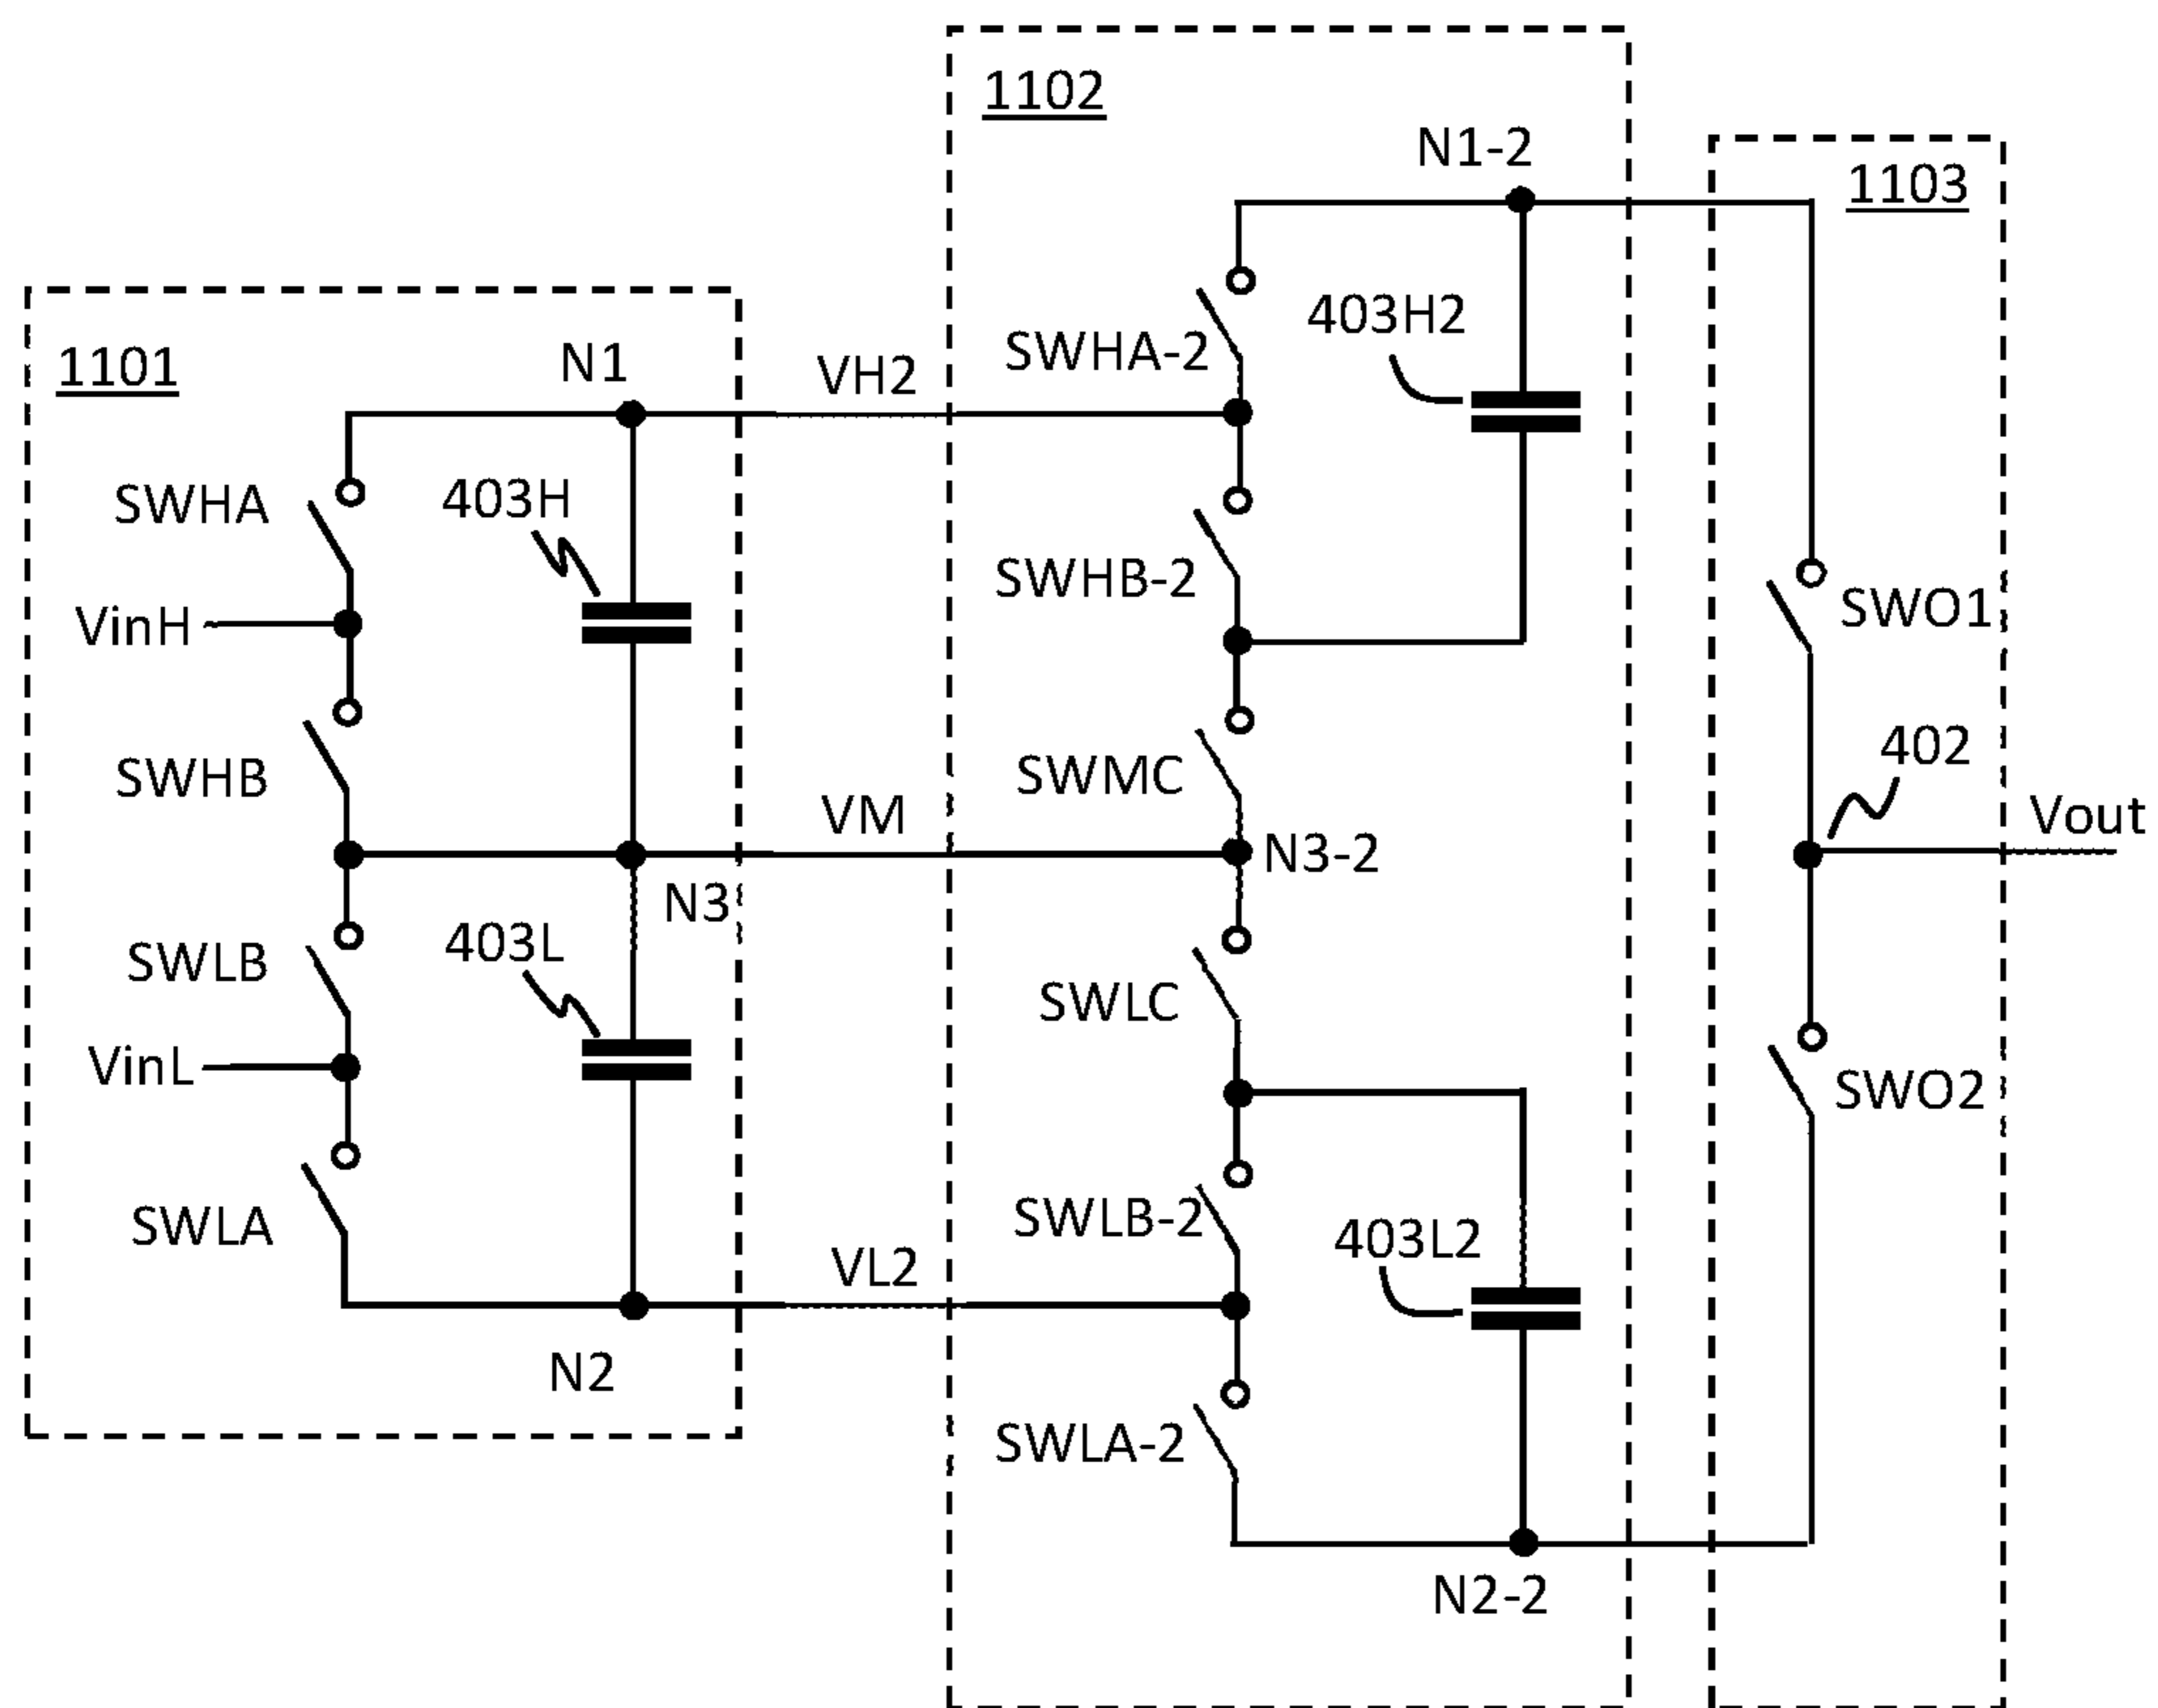 1102
N1-2
1103
1101
N1
VH2
SWHA-2
403H2
SWHA
403H
SWHB-2
SWO1
VinH
SWHB
VM
SWMC
402
Vout
N3-2
N3
SWLB
403L
SWLC
VinL
SWO2
SWLA
SWLB-2
403L2
VL2
N2
SWLA-2
N2-2